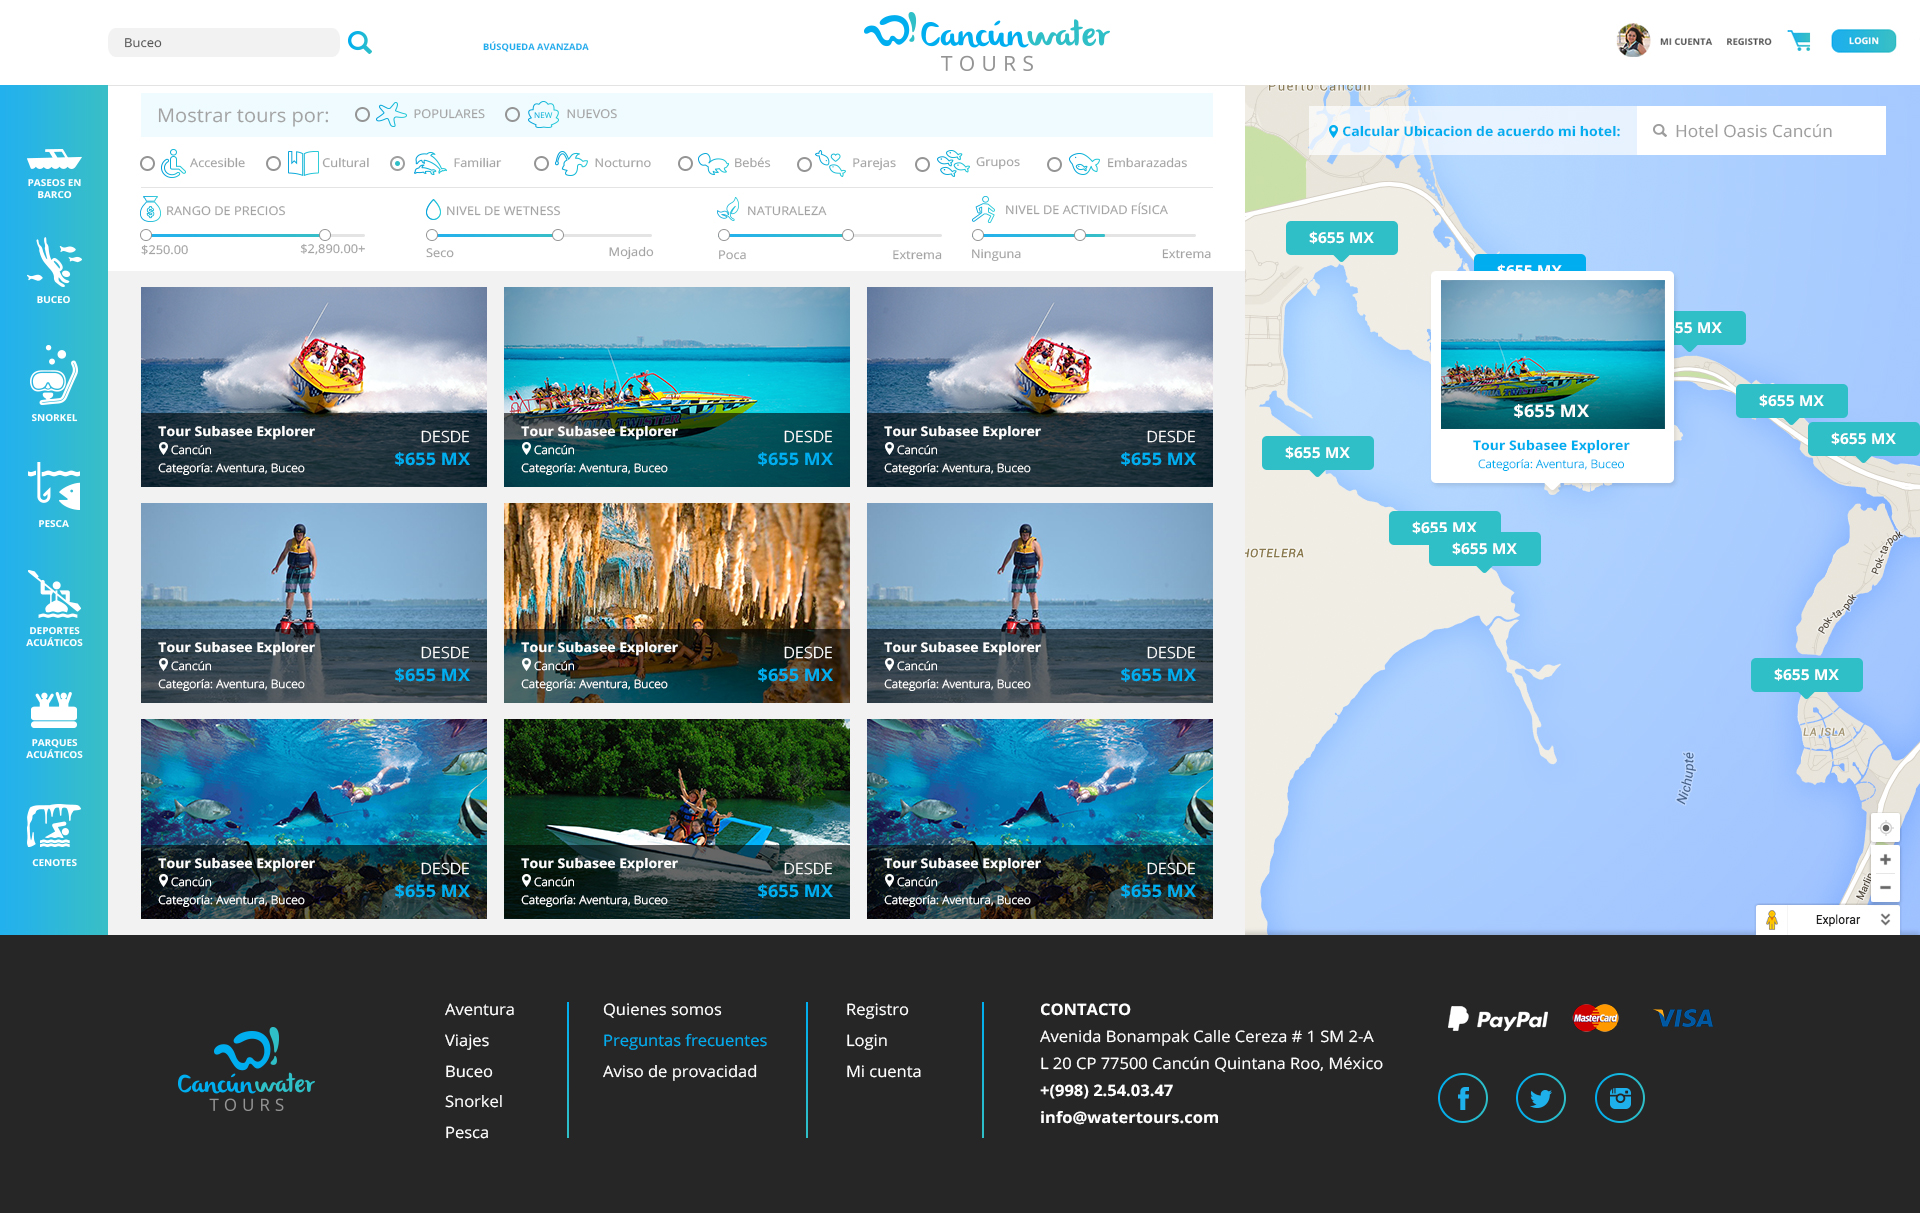 Buceo
BÚSQUEDA AVANZADA
Cancúnwater
TOURS
MI CUENTA
REGISTRO
LOGIN
PASEOS EN
BARCO
BUCEO
SNORKEL
PESCA
DEPORTES
ACUÁTICOS
PARQUES
ACUÁTICOS
CENOTES
Mostrar tours por:
POPULARES
NEW
NUEVOS
Accesible
Cultural
Familiar
Nocturno
Bebés
Parejas
Grupos
Embarazadas
RANGO DE PRECIOS
$250.00
$2,890.00+
NIVEL DE WETNESS
Seco
Mojado
NATURALEZA
Poca
Extrema
NIVEL DE ACTIVIDAD FÍSICA
Ninguna
Extrema
Tour Subasee Explorer
Cancún
Categoría: Aventura, Buceo
DESDE
$655 MX
Tour Subasee Explorer
Cancún
Categoría: Aventura, Buceo
DESDE
$655 MX
Tour Subasee Explorer
Cancún
Categoría: Aventura, Buceo
DESDE
$655 MX
Tour Subasee Explorer
Cancún
Categoría: Aventura, Buceo
DESDE
$655 MX
Tour Subasee Explorer
Cancún
Categoría: Aventura, Buceo
DESDE
$655 MX
Tour Subasee Explorer
Cancún
Categoría: Aventura, Buceo
DESDE
$655 MX
Tour Subasee Explorer
Cancún
Categoría: Aventura, Buceo
DESDE
$655 MX
Tour Subasee Explorer
Cancún
Categoría: Aventura, Buceo
DESDE
$655 MX
Tour Subasee Explorer
Cancún
Categoría: Aventura, Buceo
DESDE
$655 MX
Puerto Cancún
Calcular Ubicacion de acuerdo mi hotel:
Hotel Oasis Cancún
$655 MX
$655 MX
55 MX
$655 MX
Tour Subasee Explorer
Categoría: Aventura, Buceo
$655 MX
$655 MX
$655 MX
$655 MX
$655 MX
HOTELERA
Pok-ta-pok
Pok-ta-pok
$655 MX
LA ISLA
Nichupté
Marlin
Explorar
Cancúnwater
TOURS
Aventura
Viajes
Buceo
Snorkel
Pesca
Quienes somos
Preguntas frecuentes
Aviso de provacidad
Registro
Login
Mi cuenta
CONTACTO
Avenida Bonampak Calle Cereza # 1 SM 2-A
L 20 CP 77500 Cancún Quintana Roo, México
+(998) 2.54.03.47
info@watertours.com
PayPal
MasterCard
VISA